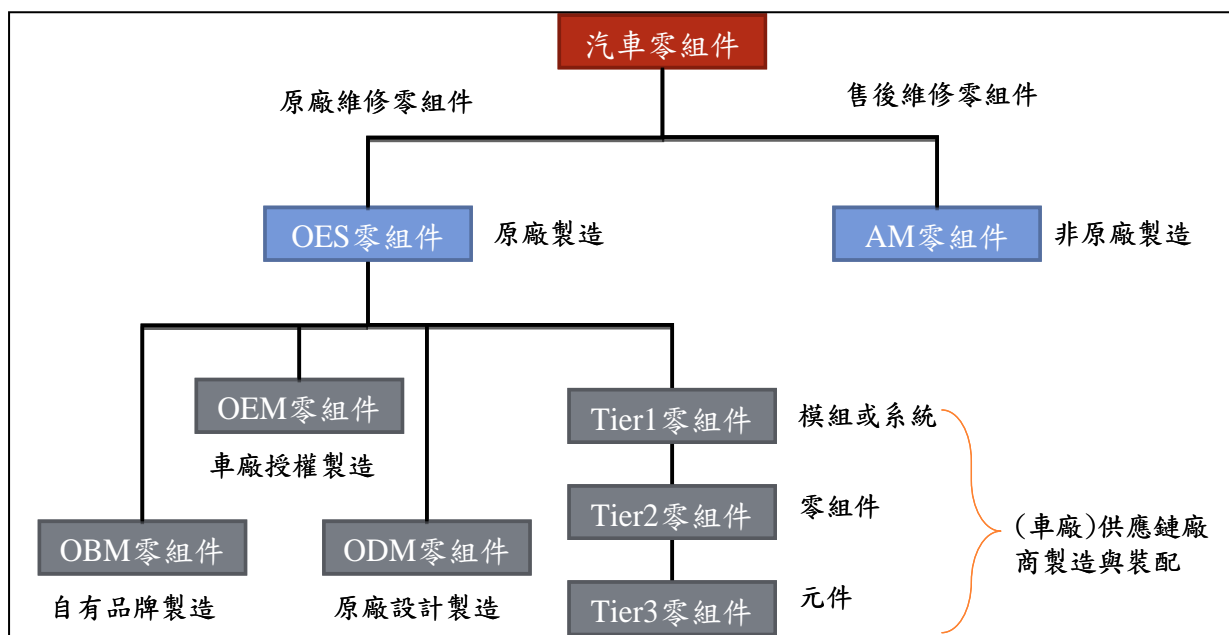 汽車零組件
原廠維修零組件
售後維修零組件
OES零組件
原廠製造
AM零組件
非原廠製造
OEM零組件
車廠授權製造
Tier1零組件
模組或系統
Tier2零組件
零組件
(車廠)供應鏈廠
商製造與裝配
OBM零組件
自有品牌製造
ODM零組件
原廠設計製造
Tier3零組件
元件